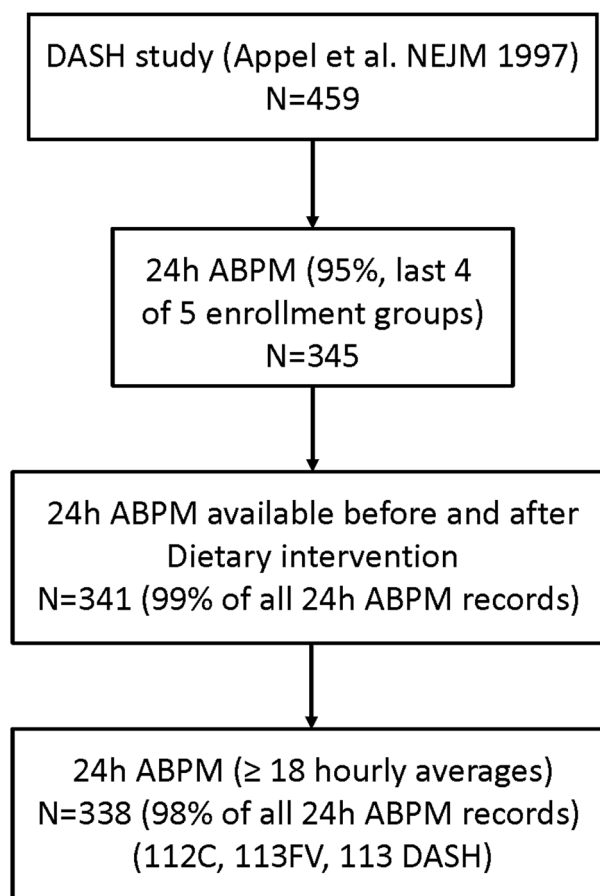 DASH study (Appel et al. NEJM 1997)
N=459
24h ABPM (95%, last 4
of 5 enrollment groups)
N=345
24h ABPM available before and after
Dietary intervention
N=341 (99% of all 24h ABPM records)
24h ABPM (≥ 18 hourly averages)
N=338 (98% of all 24h ABPM records)
(112C, 113FV, 113 DASH)